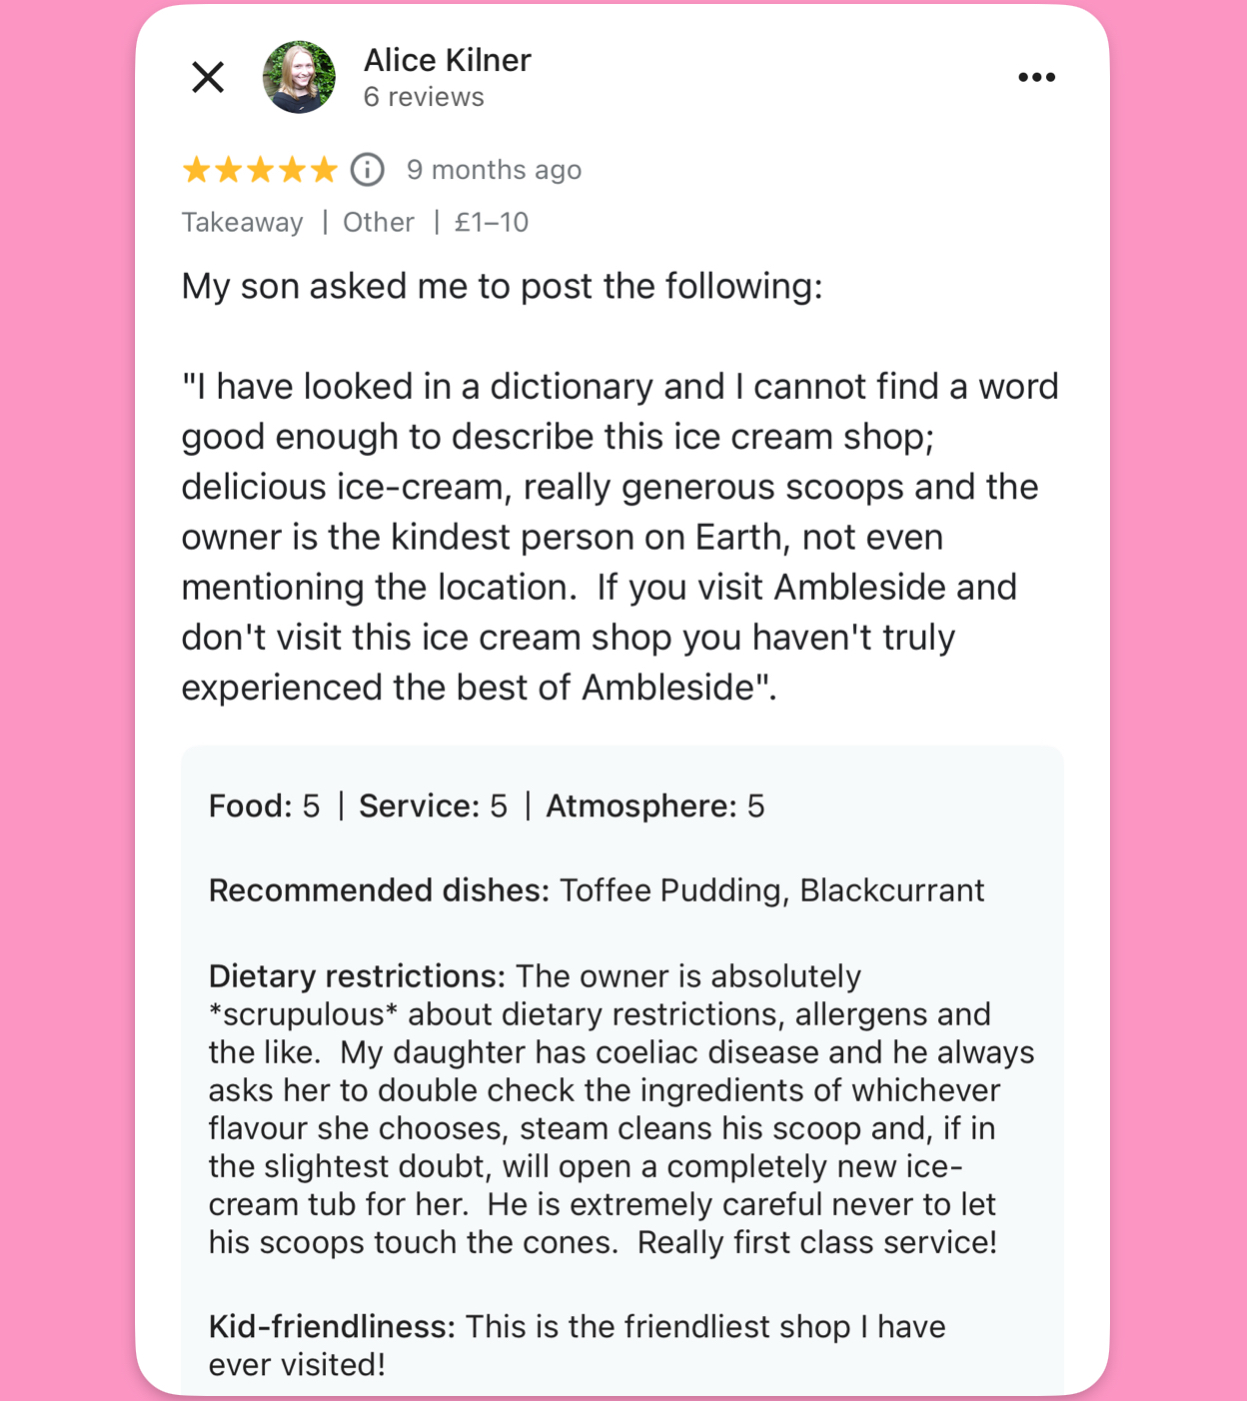 Alice Kilner
6 reviews
9 months ago
Takeaway | Other | £1–10
My son asked me to post the following:
"I have looked in a dictionary and I cannot find a word
good enough to describe this ice cream shop;
delicious ice-cream, really generous scoops and the
owner is the kindest person on Earth, not even
mentioning the location.  If you visit Ambleside and
don't visit this ice cream shop you haven't truly
experienced the best of Ambleside".
Food: 5 | Service: 5 | Atmosphere: 5
Recommended dishes: Toffee Pudding, Blackcurrant
Dietary restrictions: The owner is absolutely
*scrupulous* about dietary restrictions, allergens and
the like.  My daughter has coeliac disease and he always
asks her to double check the ingredients of whichever
flavour she chooses, steam cleans his scoop and, if in
the slightest doubt, will open a completely new ice-
cream tub for her.  He is extremely careful never to let
his scoops touch the cones.  Really first class service!
Kid-friendliness: This is the friendliest shop I have
ever visited!